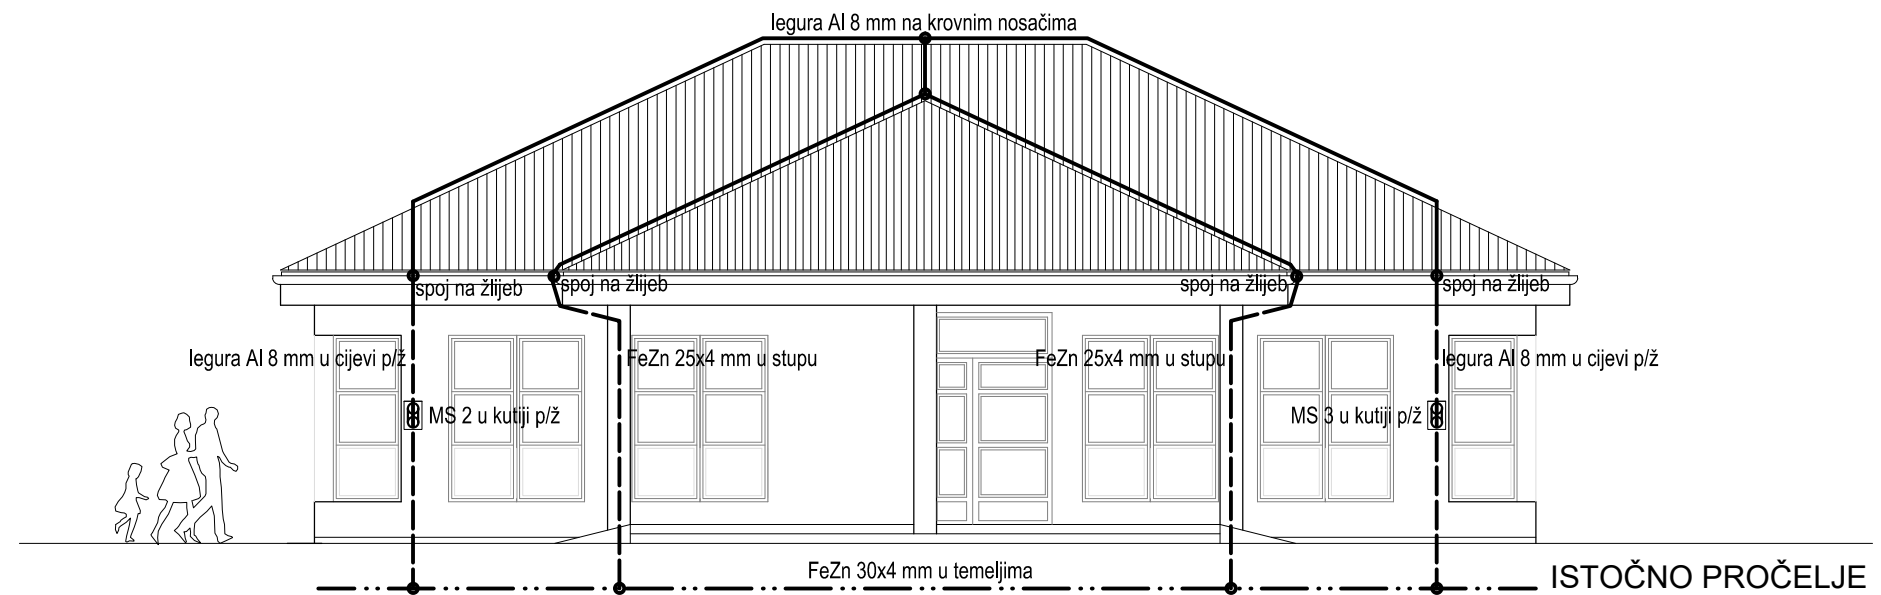 legura Al 8 mm na krovnim nosačima
spoj na žlijeb
spoj na žlijeb
spoj na žlijeb
spoj na žlijeb
legura Al 8 mm u cijevi p/ž
FeZn 25x4 mm u stupu
FeZn 25x4 mm u stupu
legura Al 8 mm u cijevi p/ž
MS 2 u kutiji p/ž
MS 3 u kutiji p/ž
FeZn 30x4 mm u temeljima
ISTOČNO PROČELJE